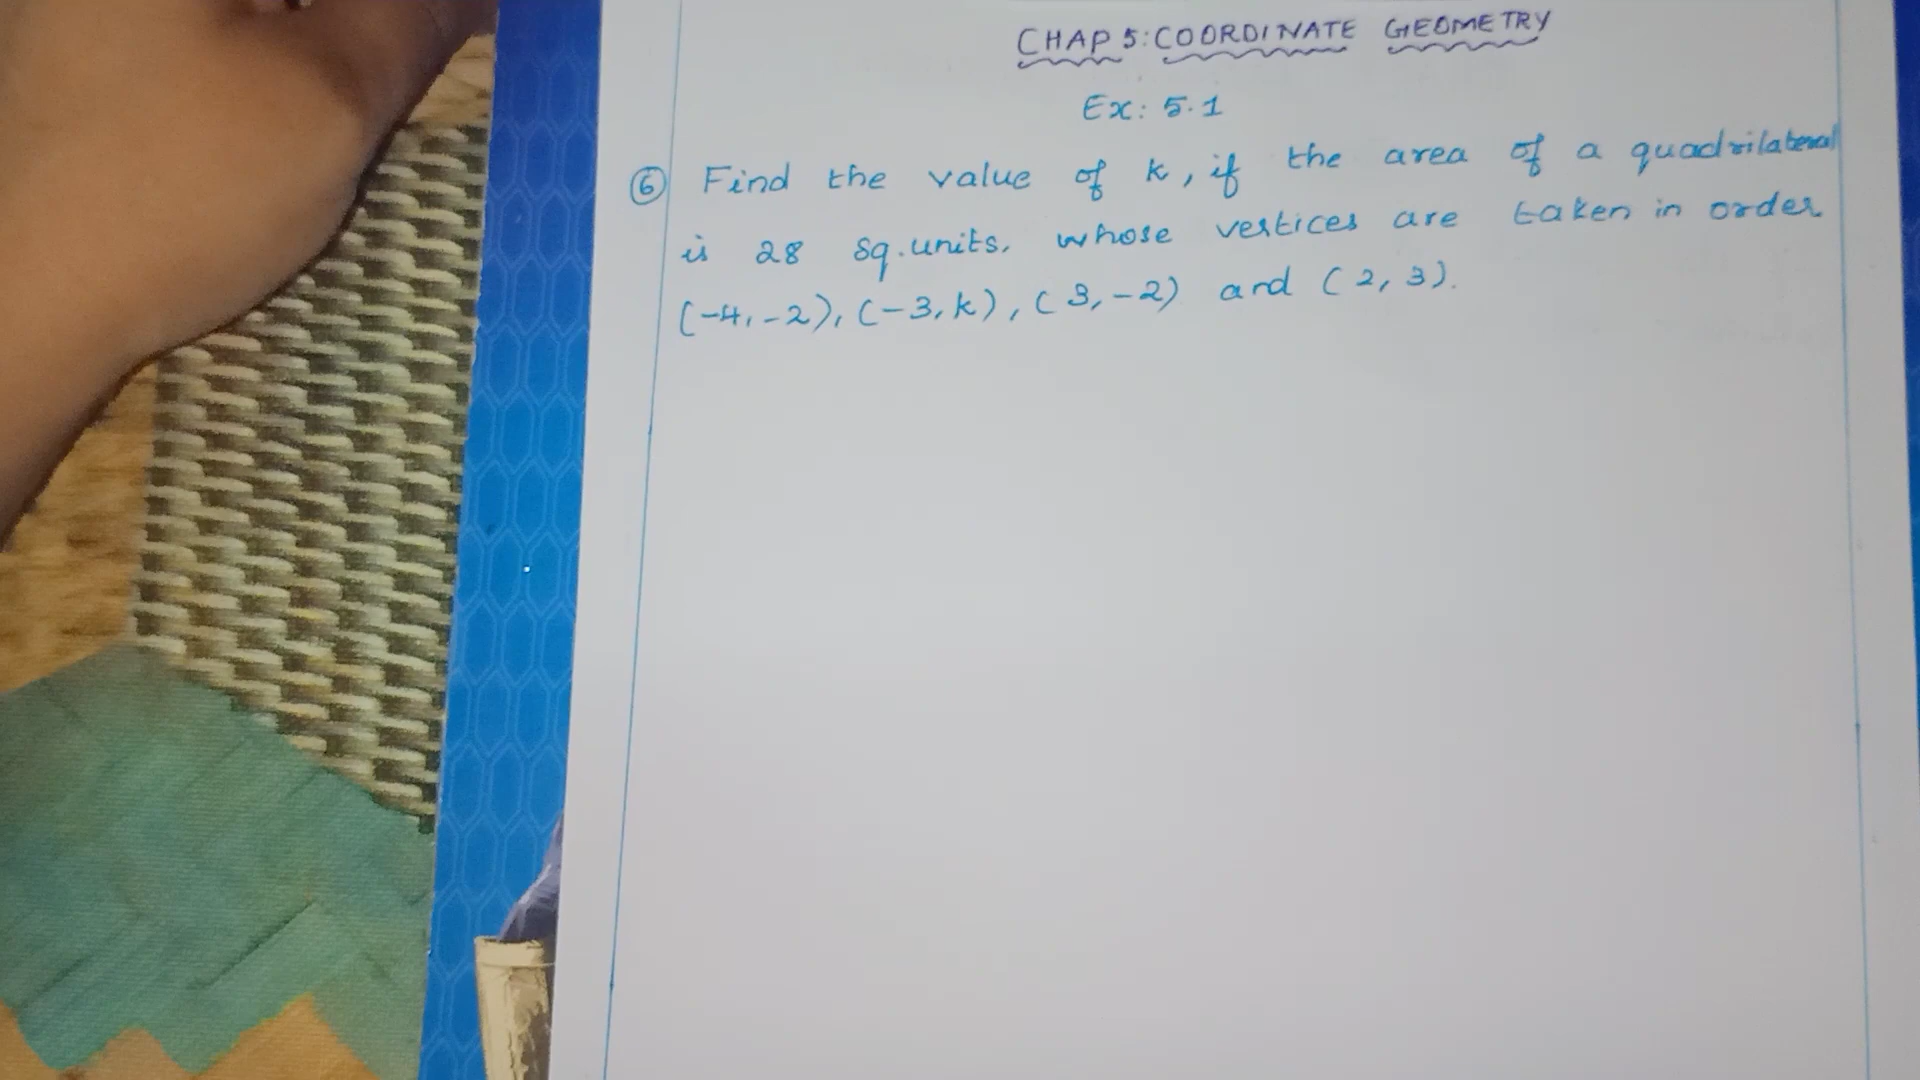 CHAP 5: COORDINATE GEOMETRY
Ex: 5.1
6 Find the value of k, if the area of a quadrilateral
is 28 sq.units, whose vertices are taken in order
(-4,-2), (-3,k), (3,-2) and (2,3).